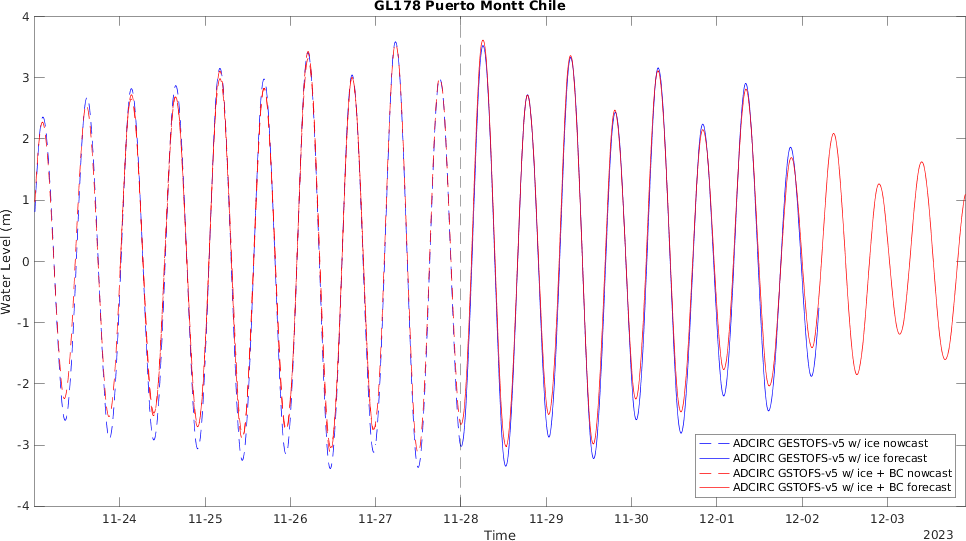 GL178 Puerto Montt Chile
4
3
2
1
0
-1
-2
-3
-4
Water Level (m)
11-24 11-25 11-26 11-27 11-28 11-29 11-30 12-01 12-02 12-03
Time
2023
ADCIRC GESTOFS-v5 w/ ice nowcast
ADCIRC GESTOFS-v5 w/ ice forecast
ADCIRC GSTOFS-v5 w/ ice + BC nowcast
ADCIRC GSTOFS-v5 w/ ice + BC forecast